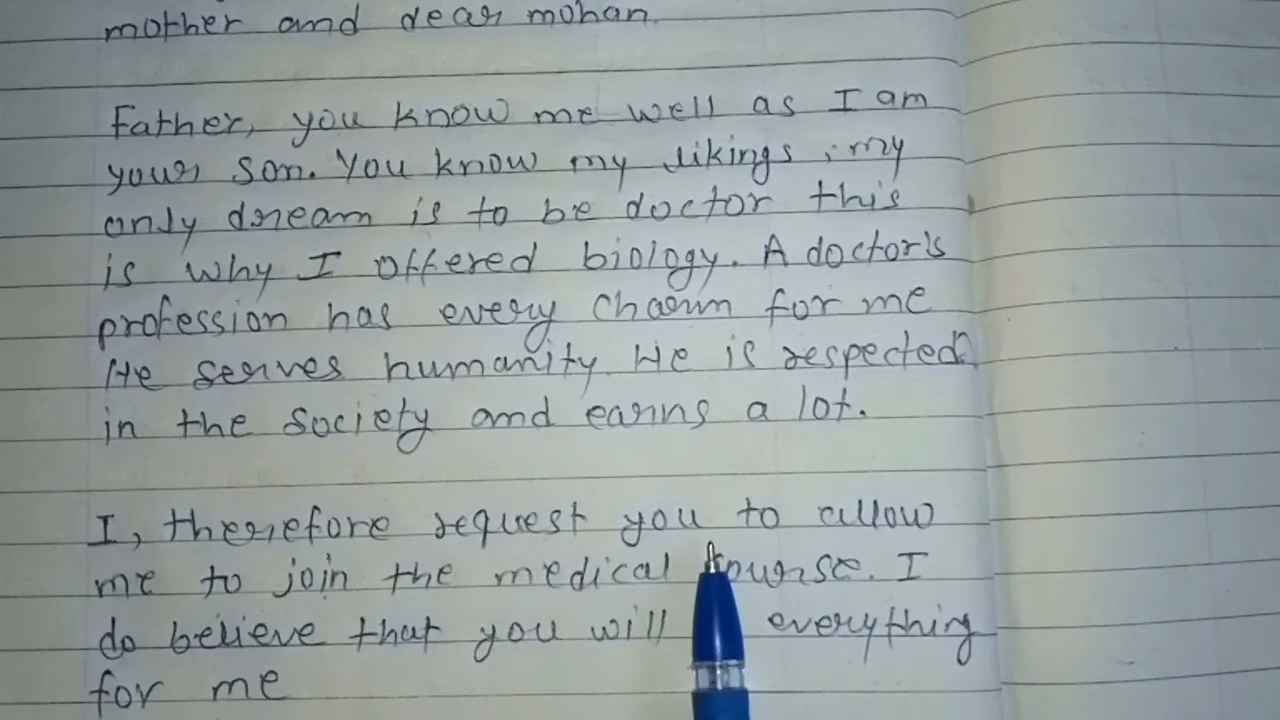 mother and dear mohan.
Father, you know me well as I am
your son. You know my likings, my
only dream is to be doctor this
is why I offered biology. A doctor's
profession has every charm for me
He serves humanity. He is respected
in the society and earns a lot.
I, therefore request you to allow
me to join the medical course. I
do believe that you will everything
for me